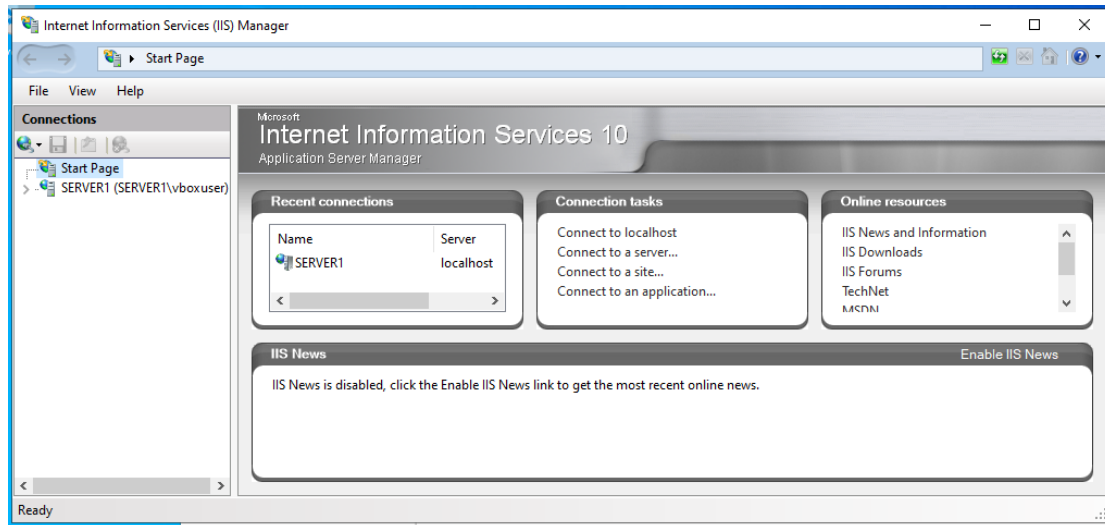 Internet Information Services (IIS) Manager
Start Page
File View Help
Connections
Start Page
SERVER1 (SERVER1\vboxuser)
Microsoft
Internet Information Services 10
Application Server Manager
Recent connections
Name Server
SERVER1 localhost
Connection tasks
Connect to localhost
Connect to a server...
Connect to a site...
Connect to an application...
Online resources
IIS News and Information
IIS Downloads
IIS Forums
TechNet
MSDN
IIS News Enable IIS News
IIS News is disabled, click the Enable IIS News link to get the most recent online news.
Ready